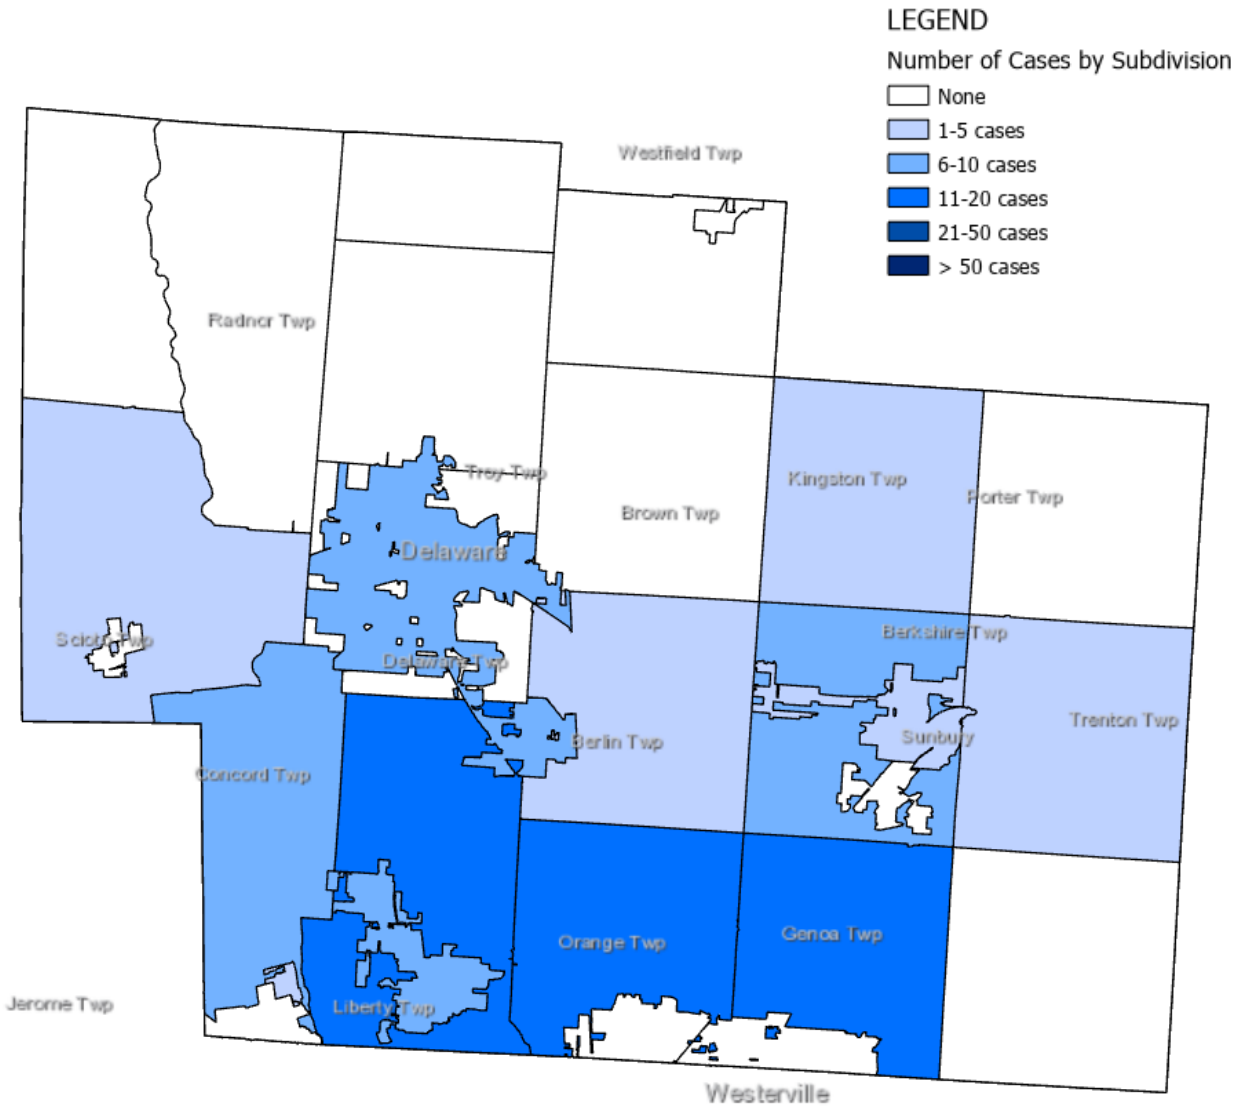 LEGEND
Number of Cases by Subdivision
None
1-5 cases
6-10 cases
11-20 cases
21-50 cases
> 50 cases
Westfield Twp
Radnor Twp
Troy Twp
Kingston Twp
Porter Twp
Brown Twp
Delaware
Berkshire Twp
Scioto Twp
Delaware Twp
Trenton Twp
Sunbury
Berlin Twp
Concord Twp
Genoa Twp
Orange Twp
Jerome Twp
Liberty Twp
Westerville